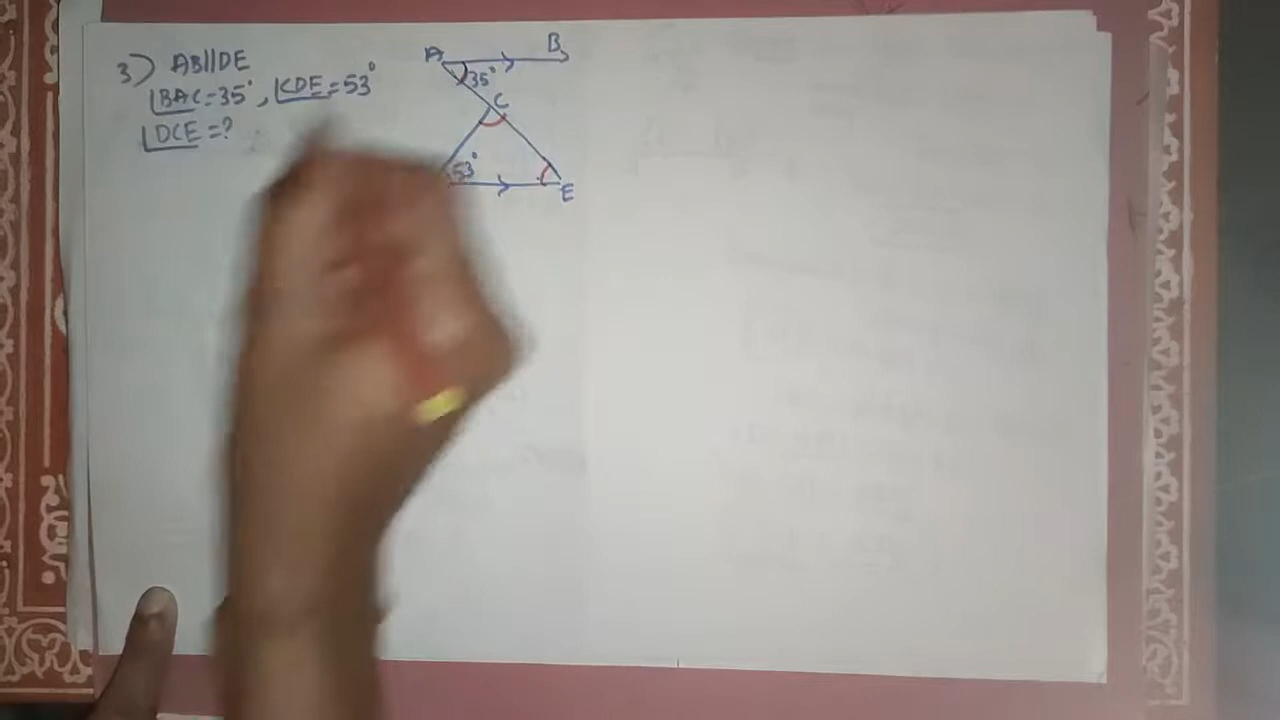 3) AB||DE
∠BAC=35°, ∠CDE=53°
∠DCE=?
A B
35°
C
53°
E